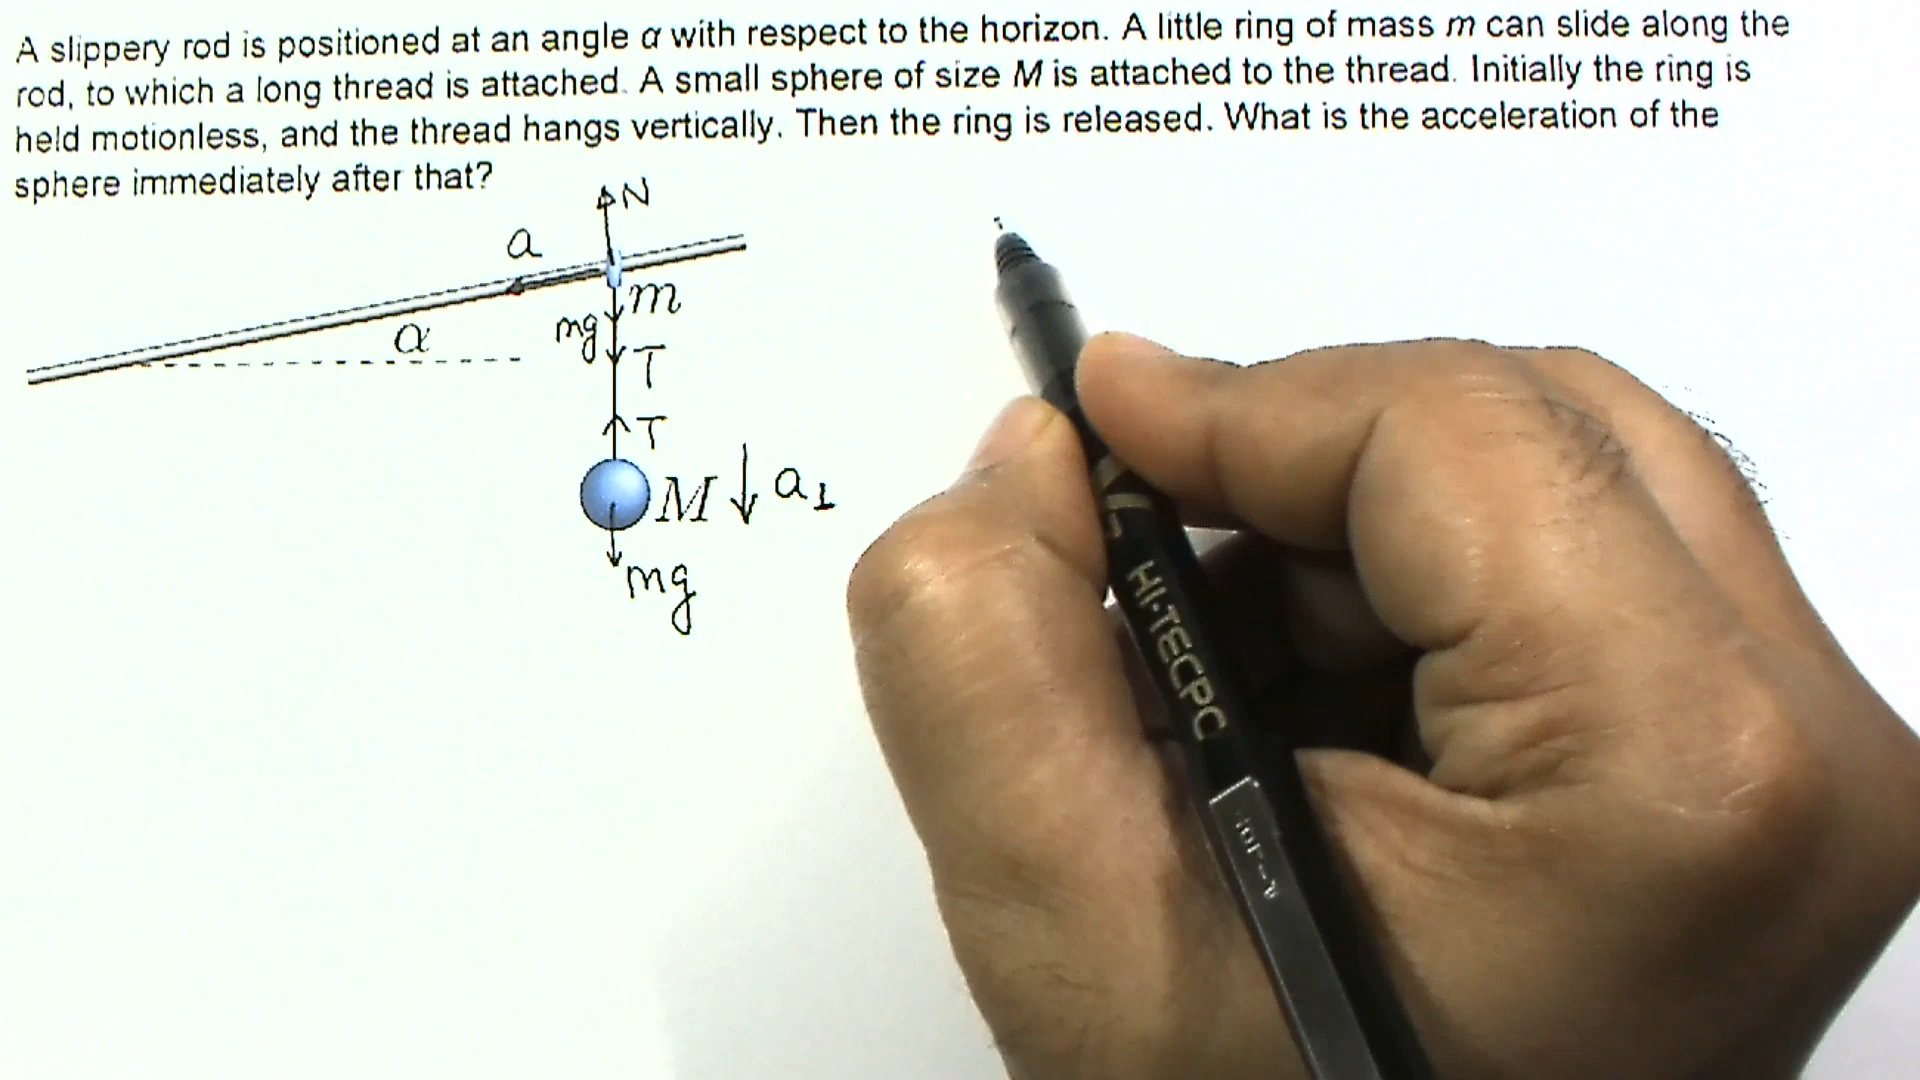 A slippery rod is positioned at an angle α with respect to the horizon. A little ring of mass m can slide along the
rod, to which a long thread is attached. A small sphere of size M is attached to the thread. Initially the ring is
held motionless, and the thread hangs vertically. Then the ring is released. What is the acceleration of the
sphere immediately after that?
N
a
m
mg
α
T
T
M
a⊥
mg
HI-TECPC